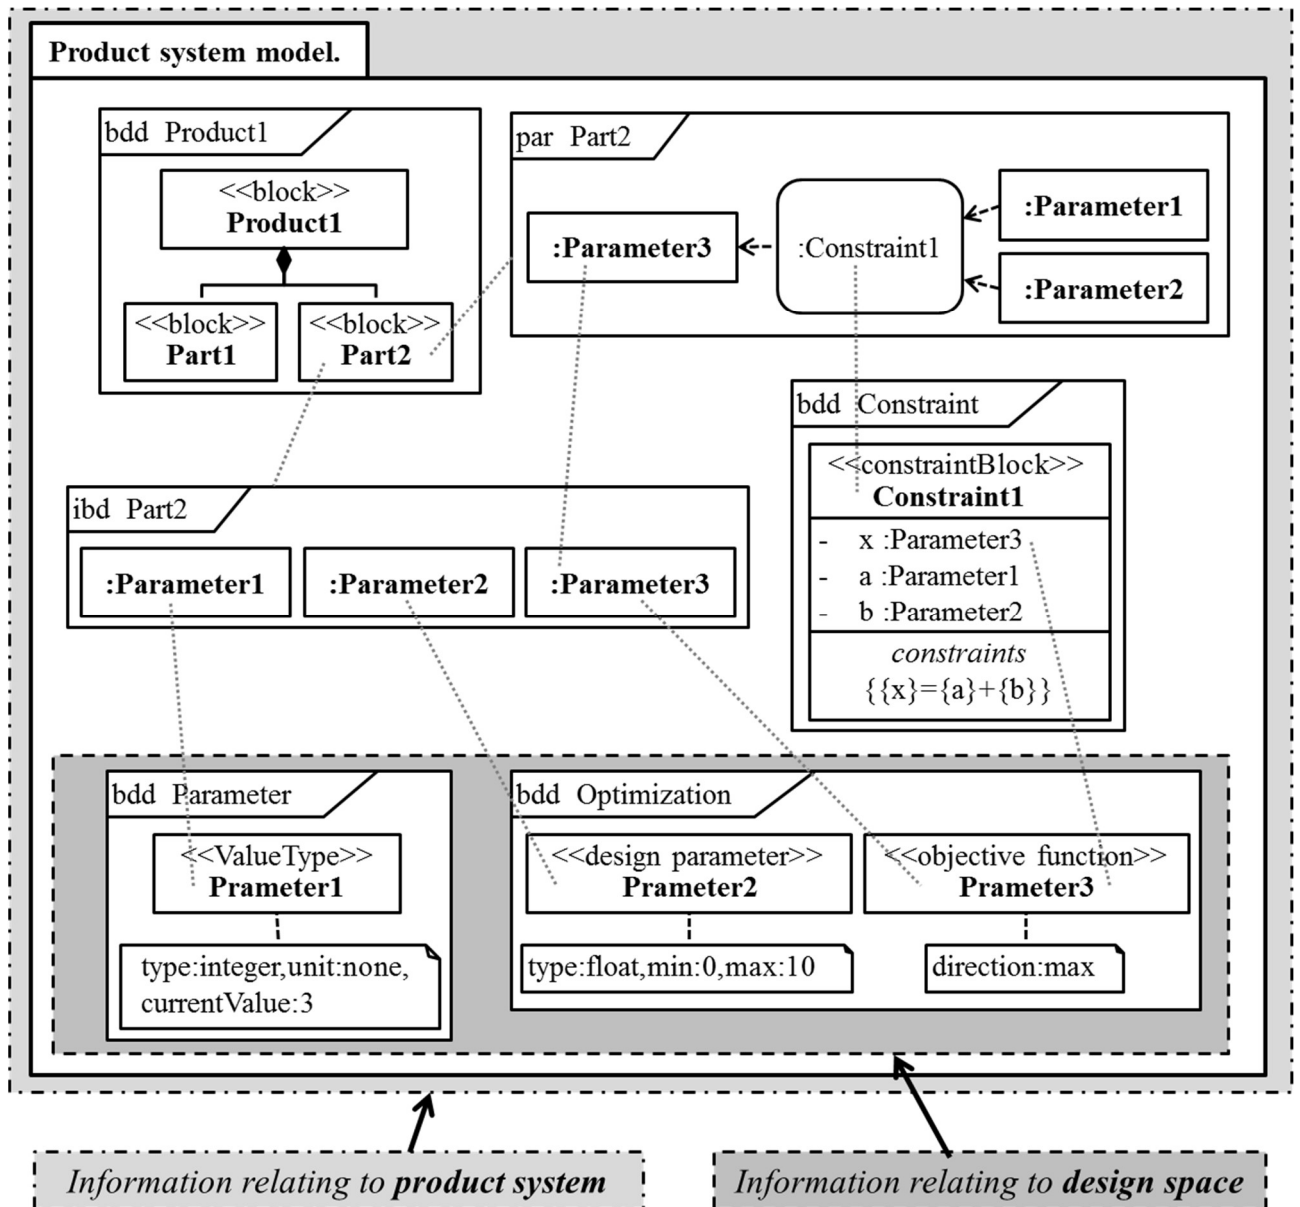 Product system model.
bdd Product1
<<block>>
Product1
<<block>>
Part1
<<block>>
Part2
par Part2
:Parameter3
:Constraint1
:Parameter1
:Parameter2
bdd Constraint
<<constraintBlock>>
Constraint1
- x :Parameter3
- a :Parameter1
- b :Parameter2
constraints
{{x}={a}+{b}}
ibd Part2
:Parameter1
:Parameter2
:Parameter3
bdd Parameter
<<ValueType>>
Prameter1
type:integer,unit:none,
currentValue:3
bdd Optimization
<<design parameter>>
Prameter2
type:float,min:0,max:10
<<objective function>>
Prameter3
direction:max
Information relating to product system
Information relating to design space